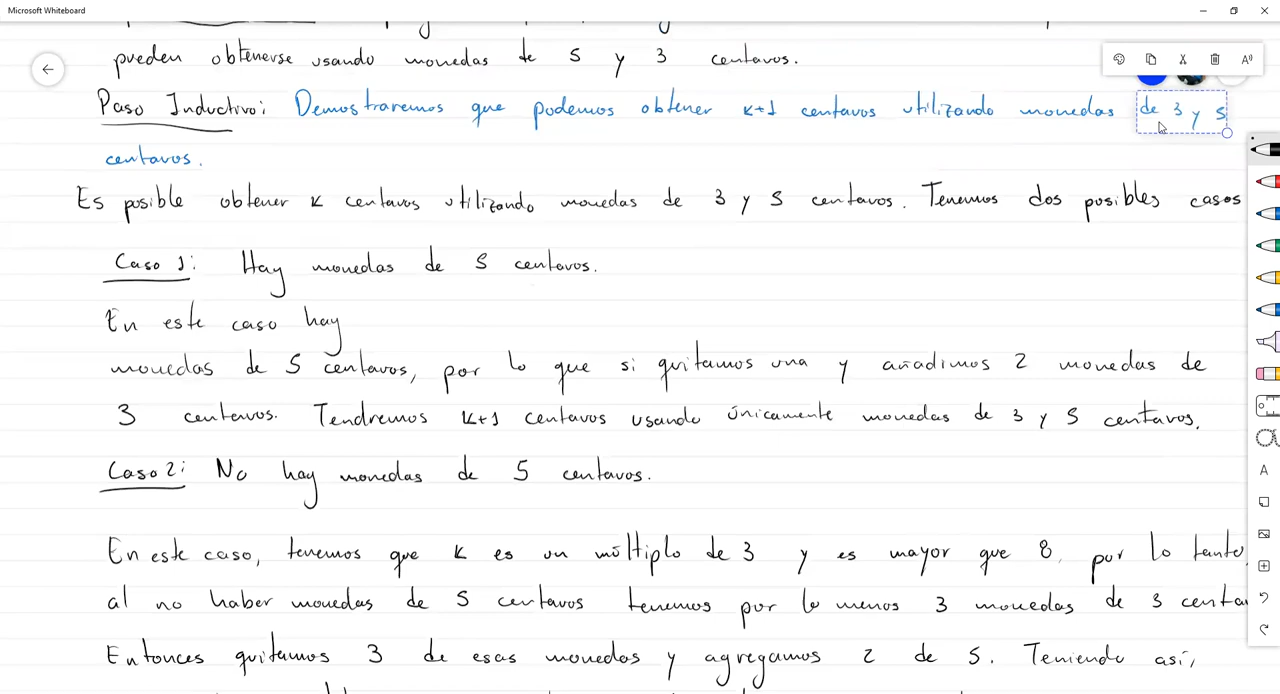 Microsoft Whiteboard
pueden obtenerse usando monedas de 5 y 3 centavos.
Paso Inductivo: Demostraremos que podemos obtener k+1 centavos utilizando monedas de 3 y 5
centavos.
Es posible obtener k centavos utilizando monedas de 3 y 5 centavos. Tenemos dos posibles casos
Caso 1: Hay monedas de 5 centavos.
En este caso hay
monedas de 5 centavos, por lo que si quitamos una y añadimos 2 monedas de
3 centavos. Tendremos k+1 centavos usando únicamente monedas de 3 y 5 centavos.
Caso 2: No hay monedas de 5 centavos.
En este caso, tenemos que k es un múltiplo de 3 y es mayor que 8, por lo tanto,
al no haber monedas de 5 centavos tenemos por lo menos 3 monedas de 3 centa
Entonces quitamos 3 de esas monedas y agregamos 2 de 5. Teniendo así,